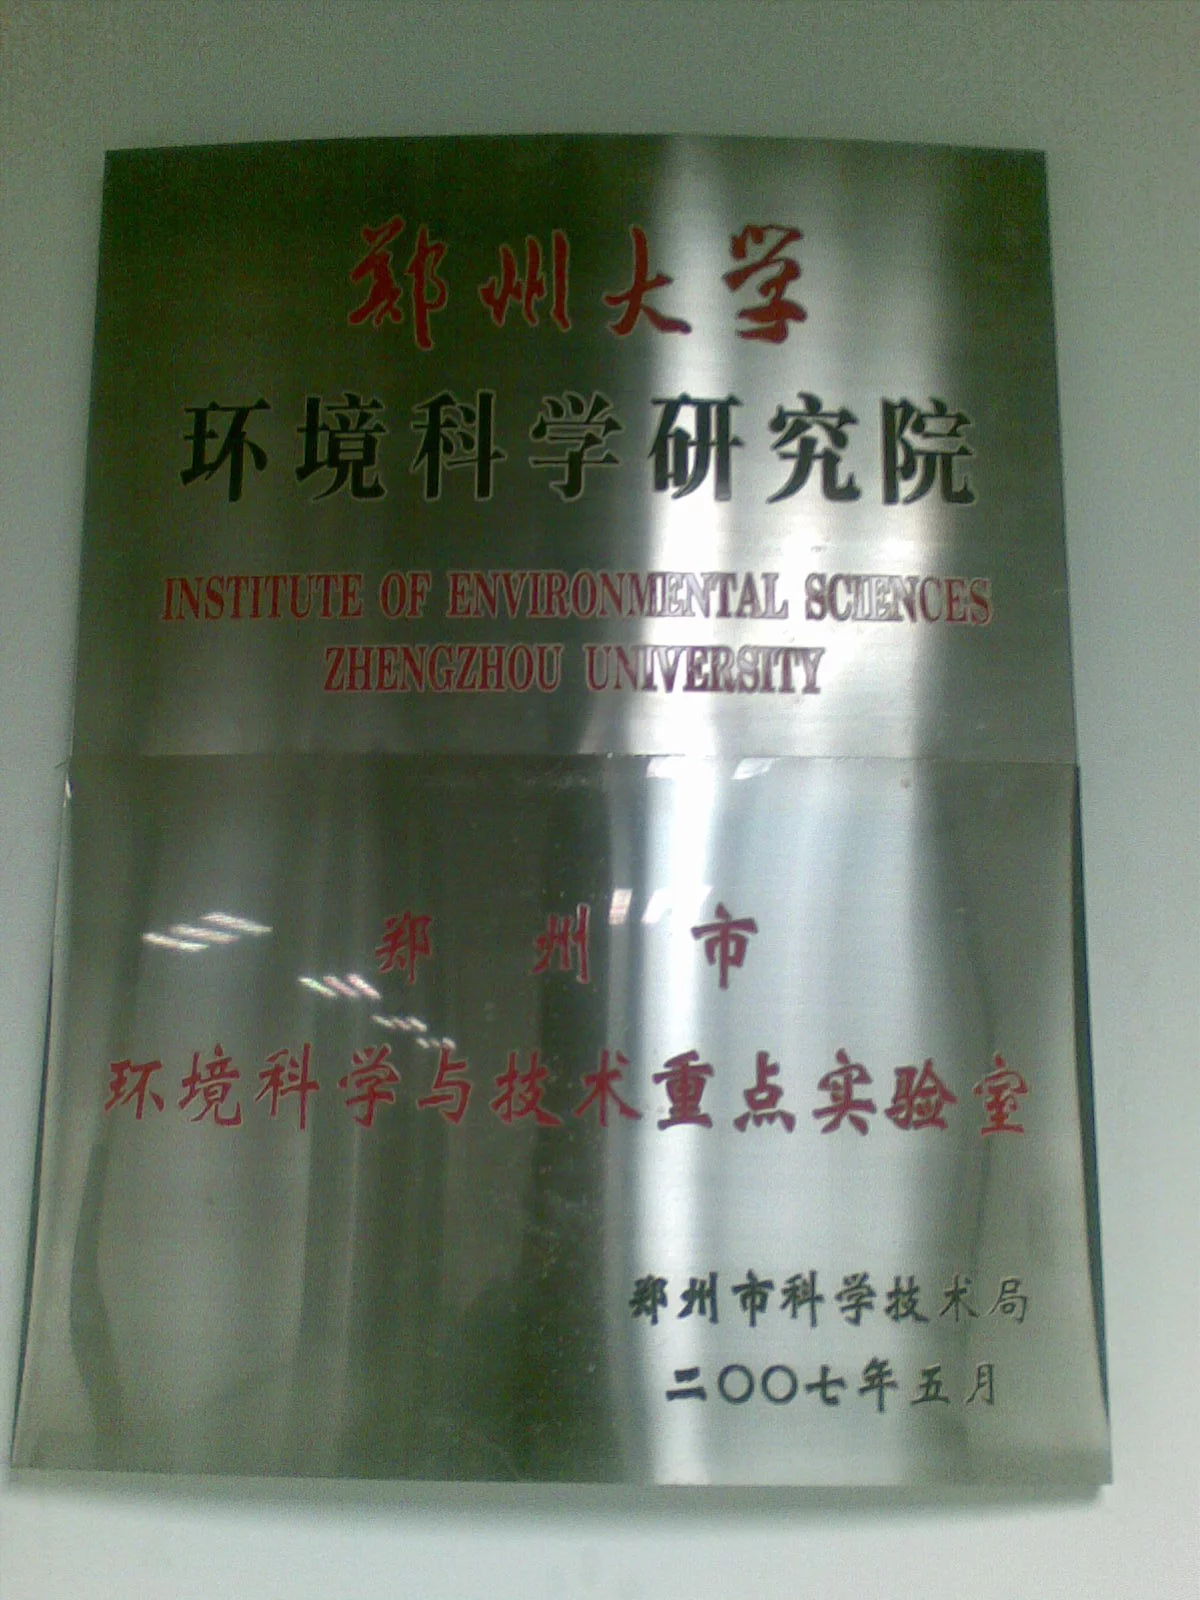 郑州大学
环境科学研究院
INSTITUTE OF ENVIRONMENTAL SCIENCES
ZHENGZHOU UNIVERSITY
郑州市
环境科学与技术重点实验室
郑州市科学技术局
二〇〇七年五月